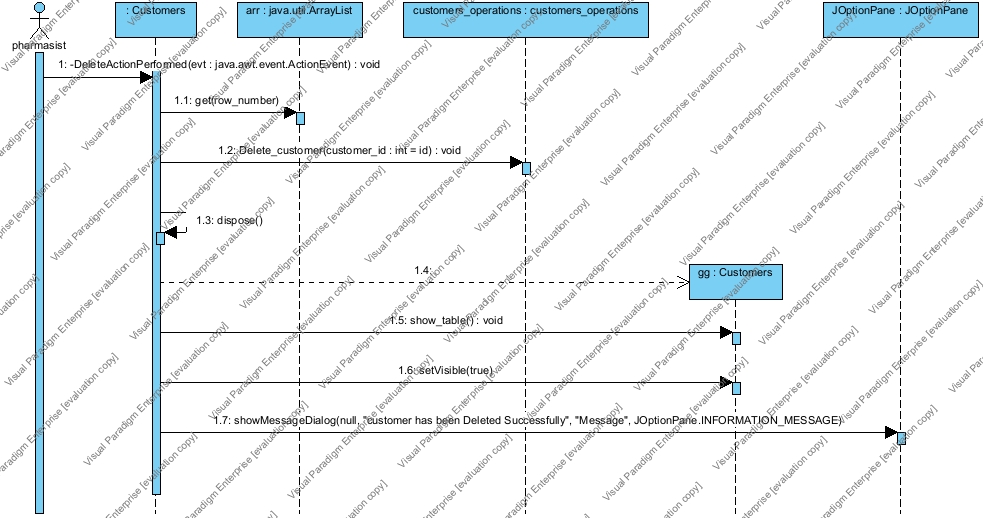 : Customers
arr : java.util.ArrayList
customers_operations : customers_operations
JOptionPane : JOptionPane
pharmasist
1: -DeleteActionPerformed(evt : java.awt.event.ActionEvent) : void
1.1: get(row_number)
1.2: Delete_customer(customer_id : int = id) : void
1.3: dispose()
1.4:
gg : Customers
1.5: show_table() : void
1.6: setVisible(true)
1.7: showMessageDialog(null, "customer has been Deleted Successfully", "Message", JOptionPane.INFORMATION_MESSAGE)
Visual Paradigm Enterprise [evaluation copy]